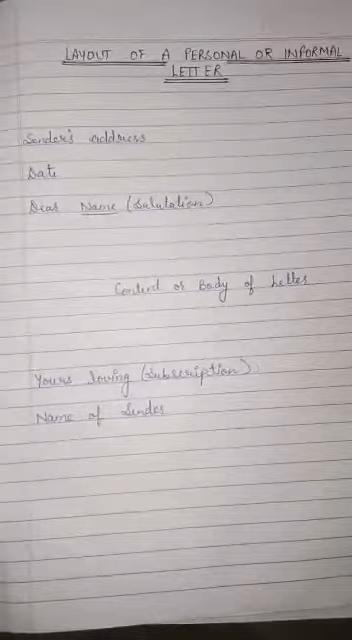 LAYOUT OF A PERSONAL OR INFORMAL
LETTER
Sender's address
Date
Dear Name (Salutation)
Content or Body of Letter
Yours loving (Subscription)
Name of Sender